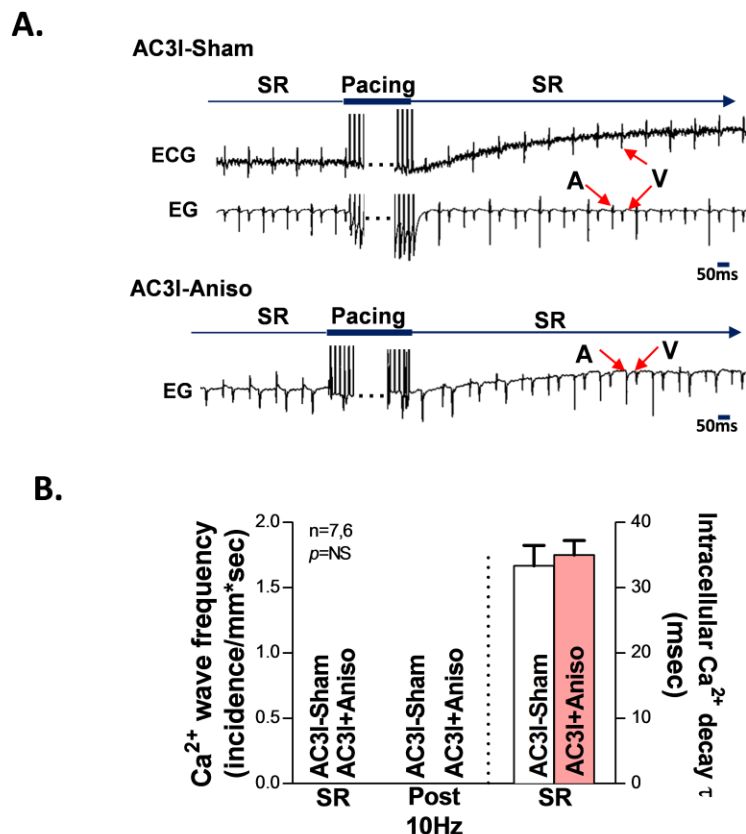 A.
AC3I-Sham
SR Pacing SR
ECG
A V
EG
50ms
AC3I-Aniso
SR Pacing SR
A V
EG
50ms
B.
Ca2+ wave frequency
(incidence/mm*sec)
2.0
1.5
1.0
0.5
0.0
n=7,6
p=NS
AC3I-Sham
AC3I+Aniso
AC3I-Sham
AC3I+Aniso
AC3I-Sham
AC3I+Aniso
SR Post SR
10Hz
40
30
20
10
0
Intracellular Ca2+ decay τ
(msec)